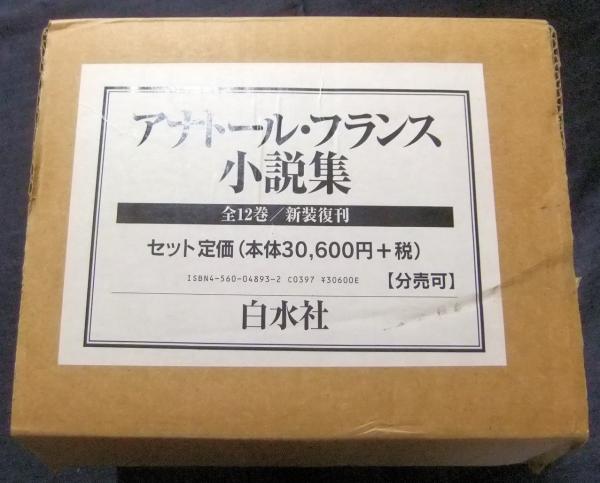 アナトール・フランス
小説集
全12巻／新装復刊
セット定価(本体30,600円＋税)
ISBN4-560-04893-2 C0397 ¥30600E 【分売可】
白水社